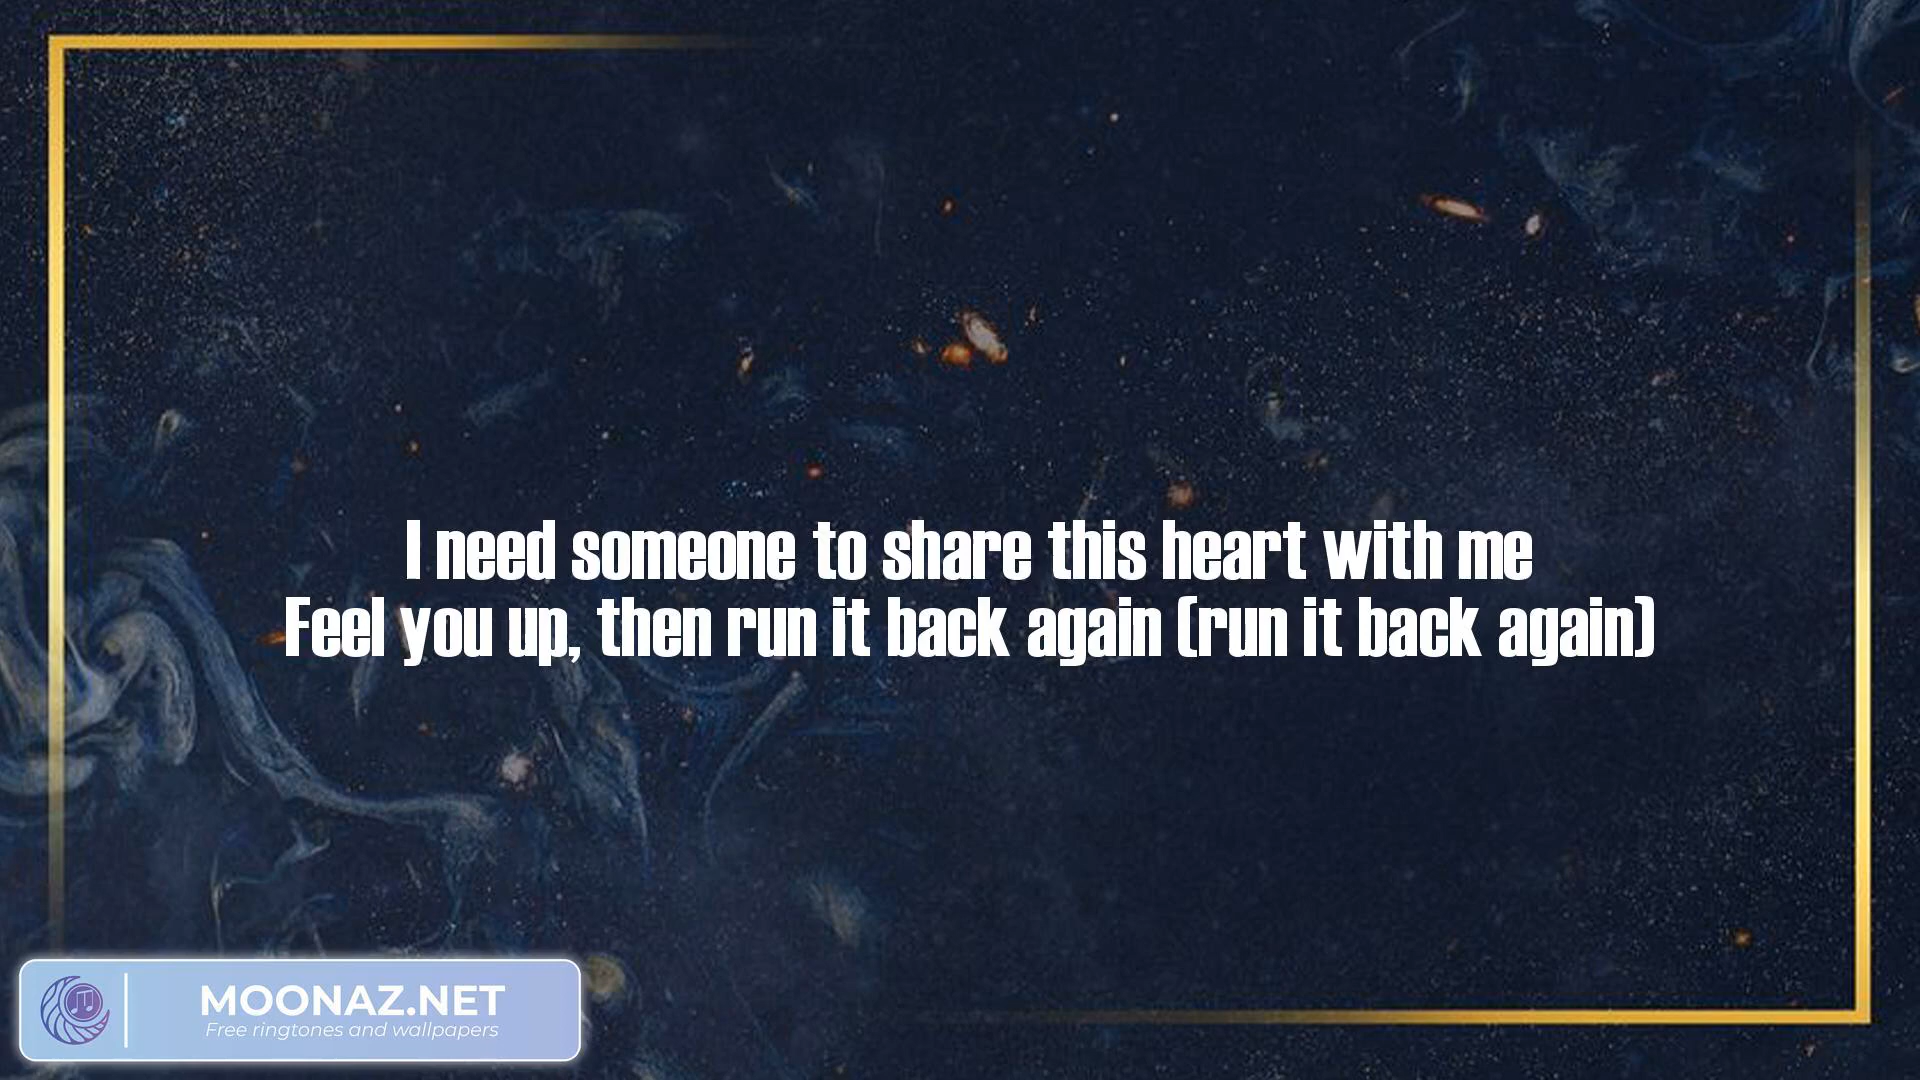 I need someone to share this heart with me
Feel you up, then run it back again (run it back again)
MOONAZ.NET
Free ringtones and wallpapers